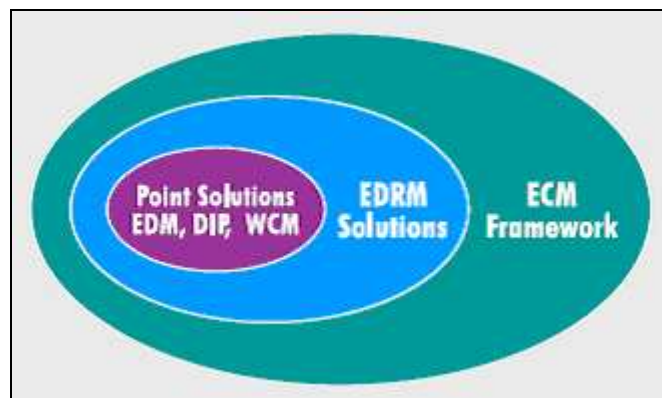 Point Solutions
EDM, DIP, WCM
EDRM
Solutions
ECM
Framework